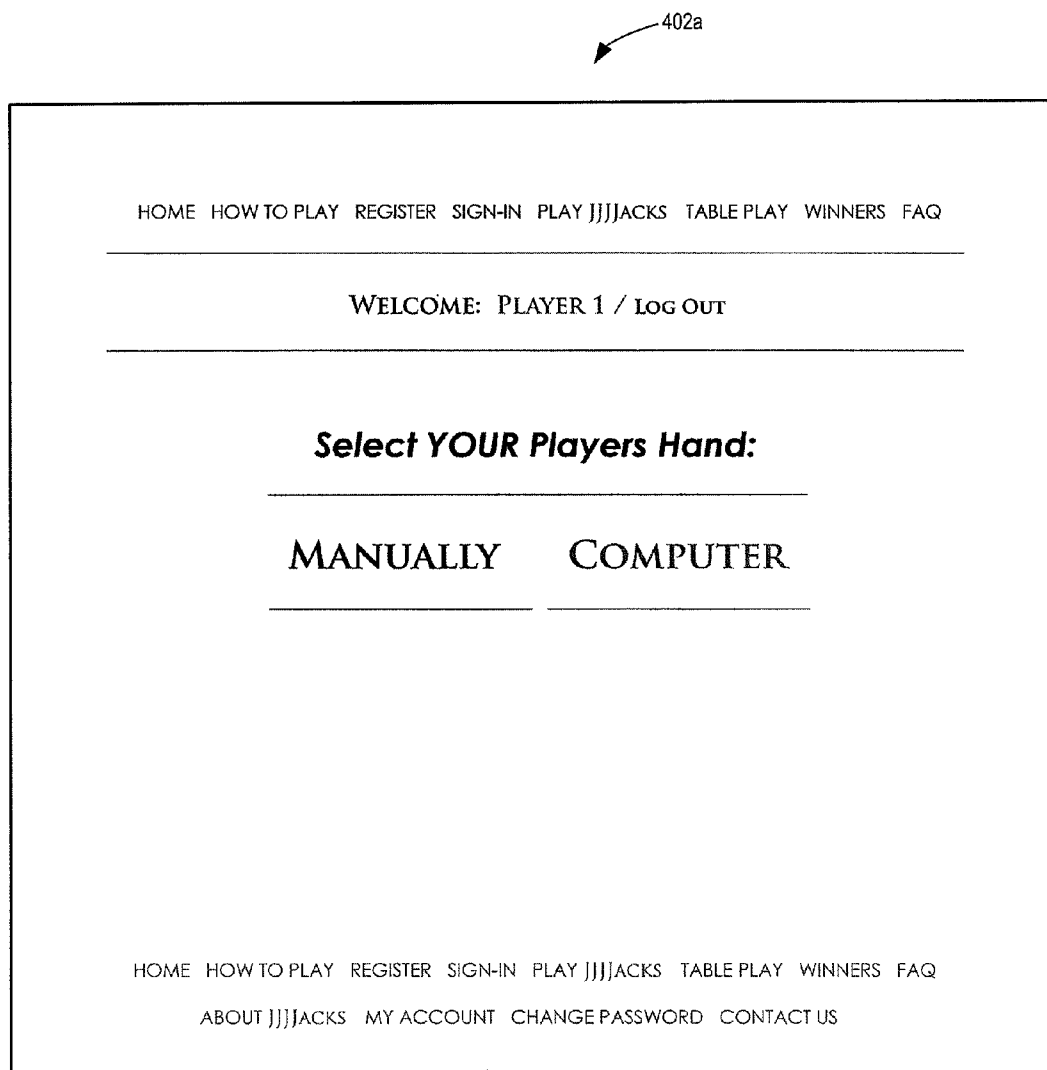 402a
HOME HOW TO PLAY REGISTER SIGN-IN PLAY JJJJACKS TABLE PLAY WINNERS FAQ
WELCOME: PLAYER 1 / LOG OUT
Select YOUR Players Hand:
MANUALLY COMPUTER
HOME HOW TO PLAY REGISTER SIGN-IN PLAY JJJJACKS TABLE PLAY WINNERS FAQ
ABOUT JJJJACKS MY ACCOUNT CHANGE PASSWORD CONTACT US